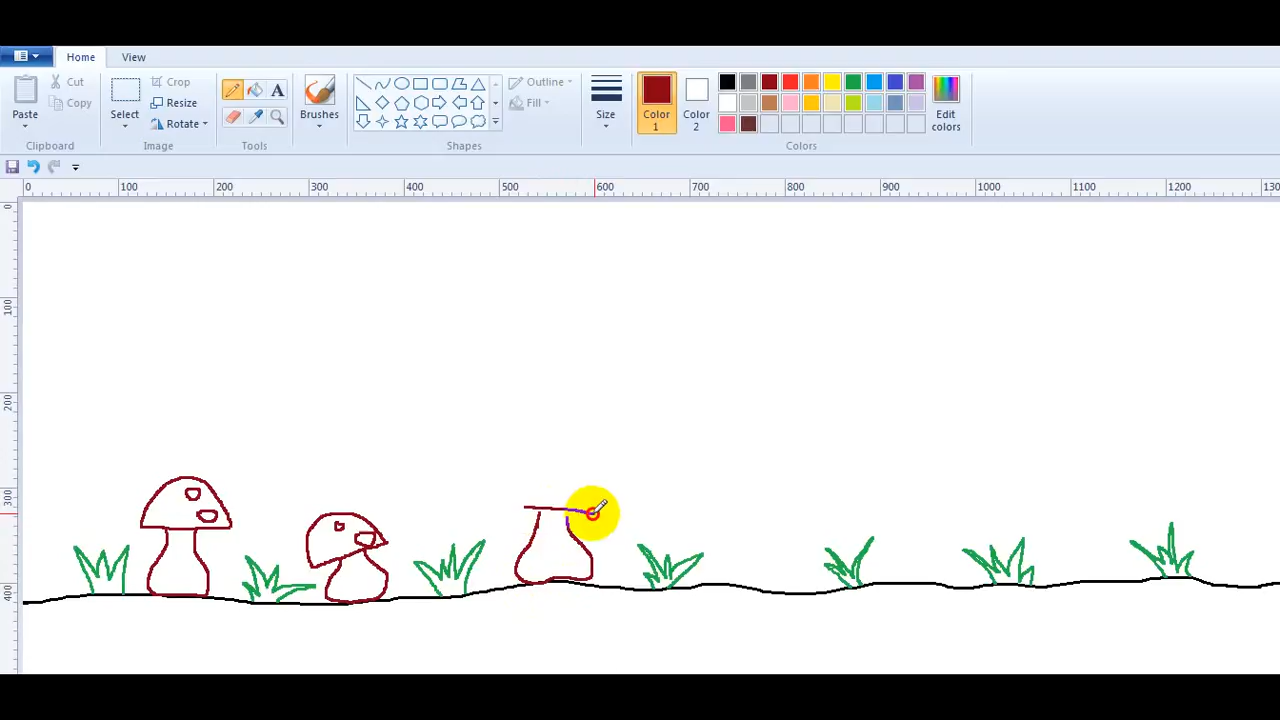 Home View
Cut
Copy
Paste
Clipboard
Select
Crop
Resize
Rotate
Image
A
Tools
Brushes
Shapes
Outline
Fill
Size
Color 1
Color 2
Edit colors
Colors
0 100 200 300 400 500 600 700 800 900 1000 1100 1200 130
0
100
200
300
400